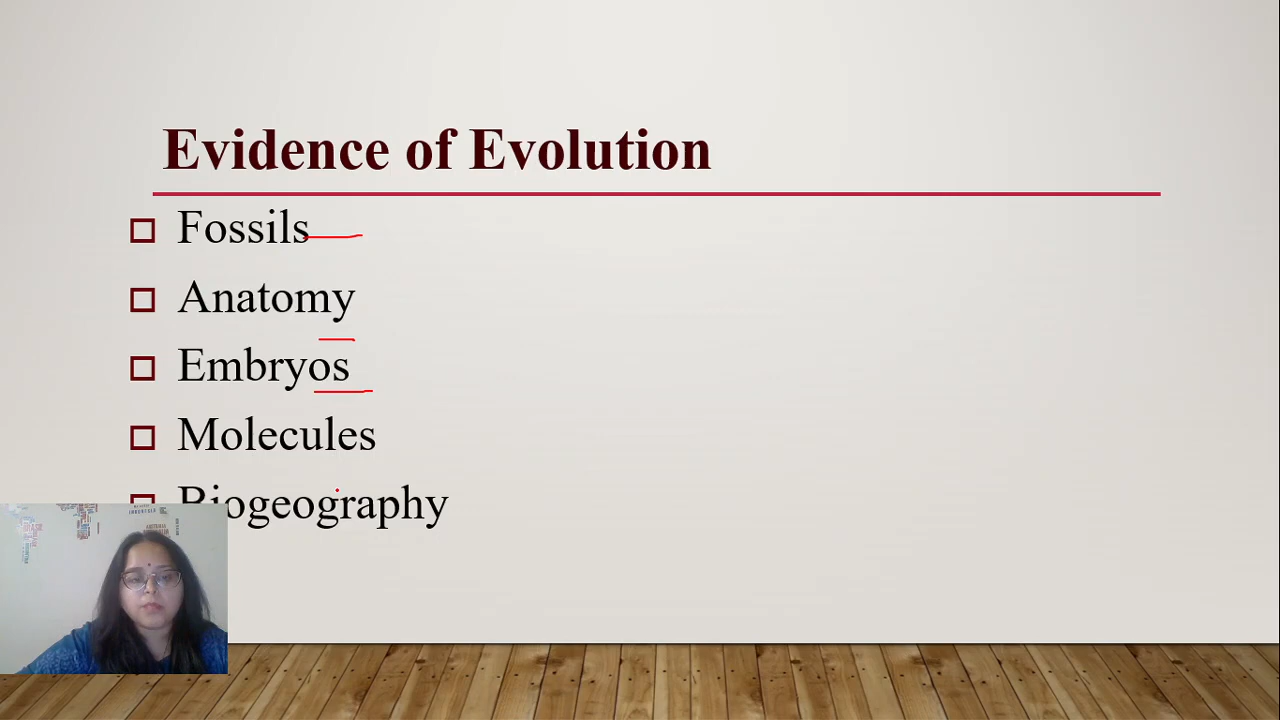 Evidence of Evolution
Fossils
Anatomy
Embryos
Molecules
Biogeography